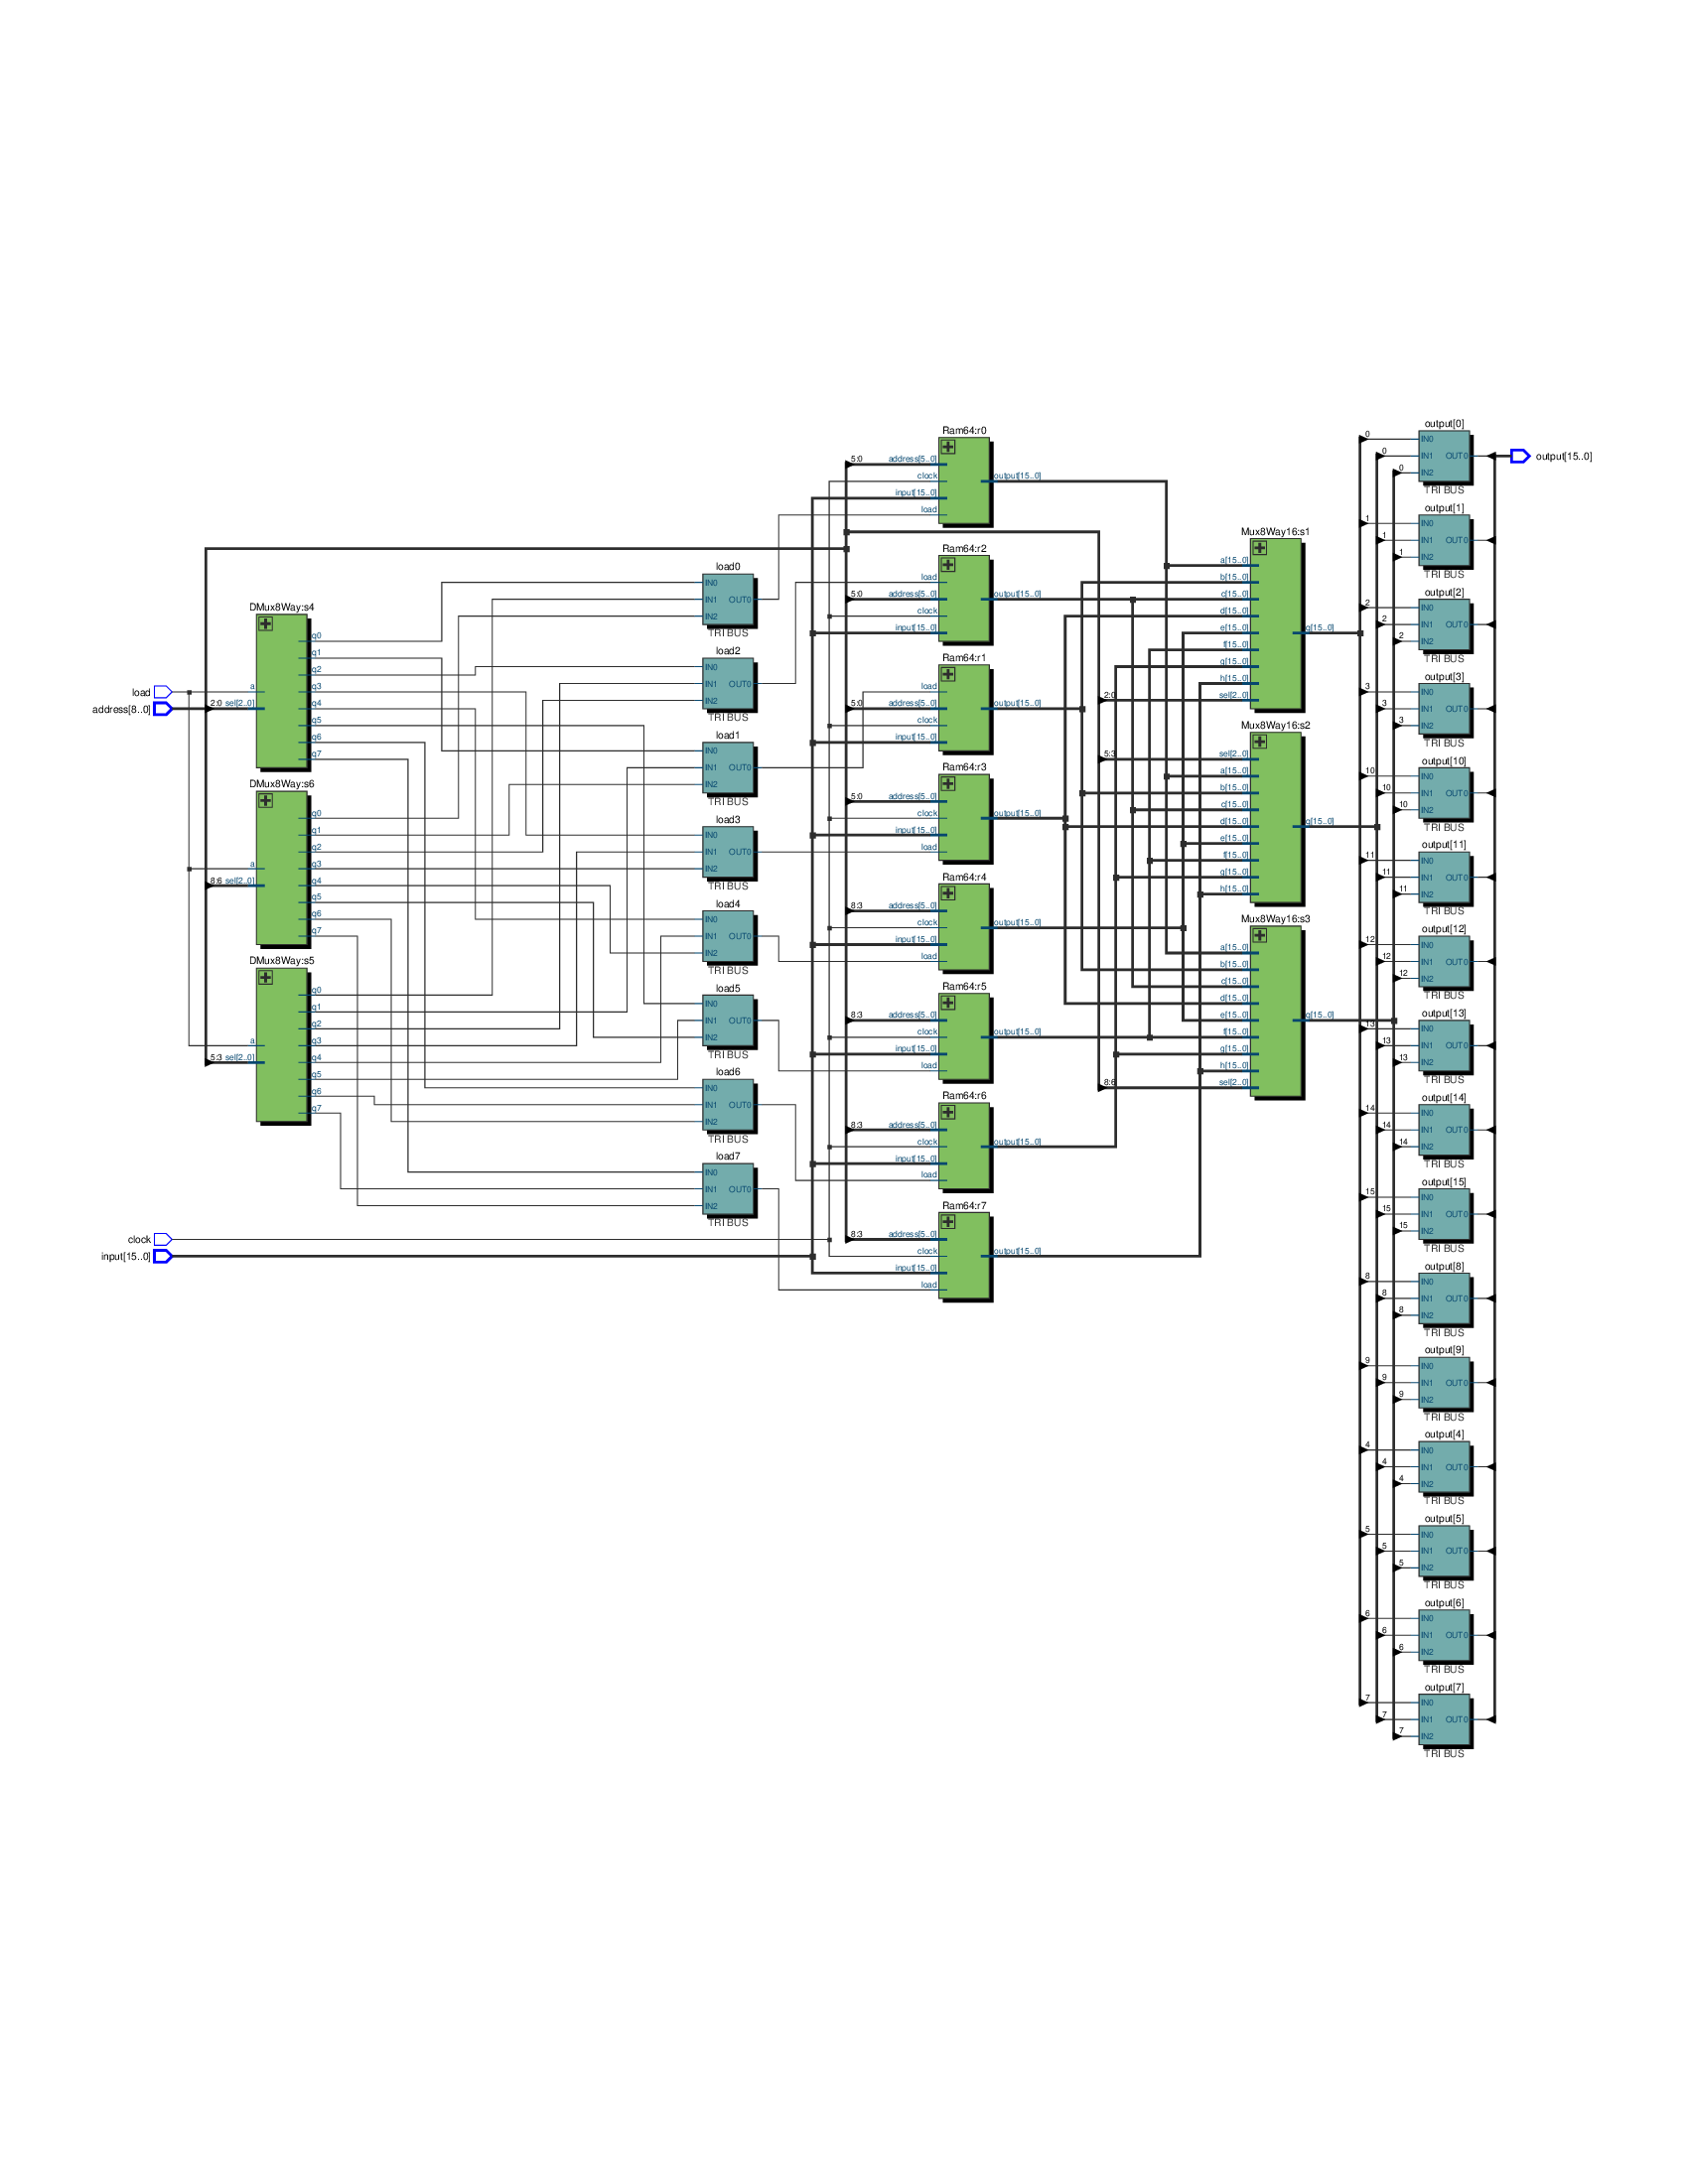 load
address[8..0]
clock
input[15..0]
DMux8Way:s4
a
2:0 sel[2..0]
q0
q1
q2
q3
q4
q5
q6
q7
DMux8Way:s6
a
8:6 sel[2..0]
q0
q1
q2
q3
q4
q5
q6
q7
DMux8Way:s5
a
5:3 sel[2..0]
q0
q1
q2
q3
q4
q5
q6
q7
load0
IN0
IN1 OUT0
IN2
TRI BUS
load2
IN0
IN1 OUT0
IN2
TRI BUS
load1
IN0
IN1 OUT0
IN2
TRI BUS
load3
IN0
IN1 OUT0
IN2
TRI BUS
load4
IN0
IN1 OUT0
IN2
TRI BUS
load5
IN0
IN1 OUT0
IN2
TRI BUS
load6
IN0
IN1 OUT0
IN2
TRI BUS
load7
IN0
IN1 OUT0
IN2
TRI BUS
Ram64:r0
5:0 address[5..0]
clock output[15..0]
input[15..0]
load
Ram64:r2
load
5:0 address[5..0] output[15..0]
clock
input[15..0]
Ram64:r1
load
5:0 address[5..0] output[15..0]
clock
input[15..0]
Ram64:r3
5:0 address[5..0]
clock output[15..0]
input[15..0]
load
Ram64:r4
8:3 address[5..0]
clock output[15..0]
input[15..0]
load
Ram64:r5
8:3 address[5..0]
clock output[15..0]
input[15..0]
load
Ram64:r6
8:3 address[5..0]
clock output[15..0]
input[15..0]
load
Ram64:r7
8:3 address[5..0]
clock output[15..0]
input[15..0]
load
Mux8Way16:s1
a[15..0]
b[15..0]
c[15..0]
d[15..0]
e[15..0] q[15..0]
f[15..0]
g[15..0]
h[15..0]
2:0 sel[2..0]
Mux8Way16:s2
5:3 sel[2..0]
a[15..0]
b[15..0]
c[15..0]
d[15..0] q[15..0]
e[15..0]
f[15..0]
g[15..0]
h[15..0]
Mux8Way16:s3
a[15..0]
b[15..0]
c[15..0]
d[15..0]
e[15..0] q[15..0]
f[15..0]
g[15..0]
h[15..0]
8:6 sel[2..0]
output[0]
0 IN0
0 IN1 OUT0
0 IN2
TRI BUS
output[15..0]
output[1]
1 IN0
1 IN1 OUT0
1 IN2
TRI BUS
output[2]
2 IN0
2 IN1 OUT0
2 IN2
TRI BUS
output[3]
3 IN0
3 IN1 OUT0
3 IN2
TRI BUS
output[10]
10 IN0
10 IN1 OUT0
10 IN2
TRI BUS
output[11]
11 IN0
11 IN1 OUT0
11 IN2
TRI BUS
output[12]
12 IN0
12 IN1 OUT0
12 IN2
TRI BUS
output[13]
13 IN0
13 IN1 OUT0
13 IN2
TRI BUS
output[14]
14 IN0
14 IN1 OUT0
14 IN2
TRI BUS
output[15]
15 IN0
15 IN1 OUT0
15 IN2
TRI BUS
output[8]
8 IN0
8 IN1 OUT0
8 IN2
TRI BUS
output[9]
9 IN0
9 IN1 OUT0
9 IN2
TRI BUS
output[4]
4 IN0
4 IN1 OUT0
4 IN2
TRI BUS
output[5]
5 IN0
5 IN1 OUT0
5 IN2
TRI BUS
output[6]
6 IN0
6 IN1 OUT0
6 IN2
TRI BUS
output[7]
7 IN0
7 IN1 OUT0
7 IN2
TRI BUS